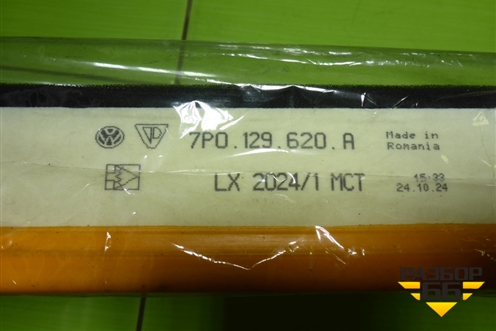 7P0.129.620.A
Made in
Romania
LX 2024/1 MCT
15:33
24.10.24
РАЗБОР
66